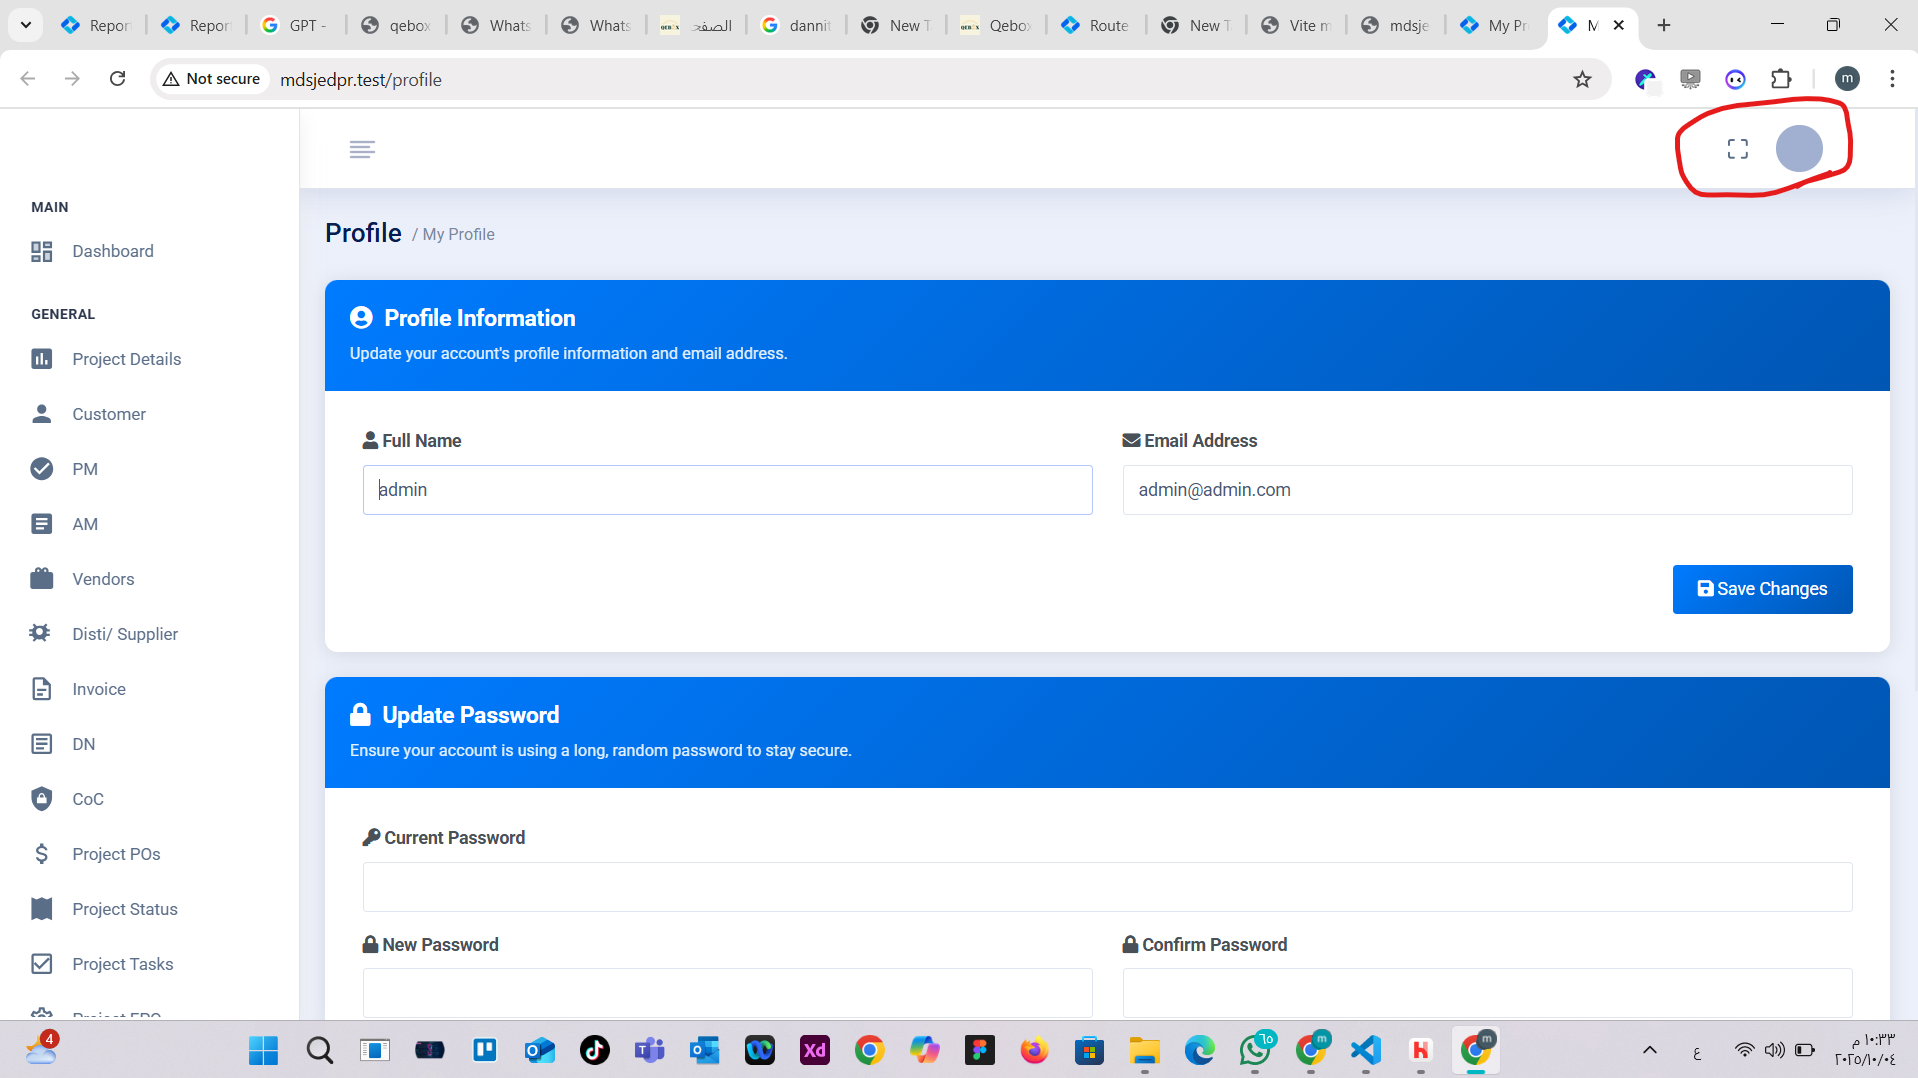 Repor
Repor
GPT -
qebox
Whats
Whats
الصفحـ
dannit
New T
Qebox
Route
New T
Vite m
mdsje
My Pr
M
Not secure
mdsjedpr.test/profile
m
MAIN
Dashboard
GENERAL
Project Details
Customer
PM
AM
Vendors
Disti/ Supplier
Invoice
DN
CoC
Project POs
Project Status
Project Tasks
Profile / My Profile
Profile Information
Update your account's profile information and email address.
Full Name
Email Address
admin
admin@admin.com
Save Changes
Update Password
Ensure your account is using a long, random password to stay secure.
Current Password
New Password
Confirm Password
4
Xd
٦٥
m
H
m
ع
١٠:٣٣ م
٢٠٢٥/١٠/٠٤